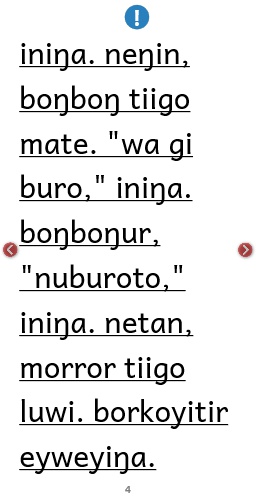 iniŋa. neŋin,
boŋboŋ tiigo
mate. "wa gi
buro," iniŋa.
boŋboŋur,
"nuburoto,"
iniŋa. netan,
morror tiigo
luwi. borkoyitir
eyweyiŋa.
4